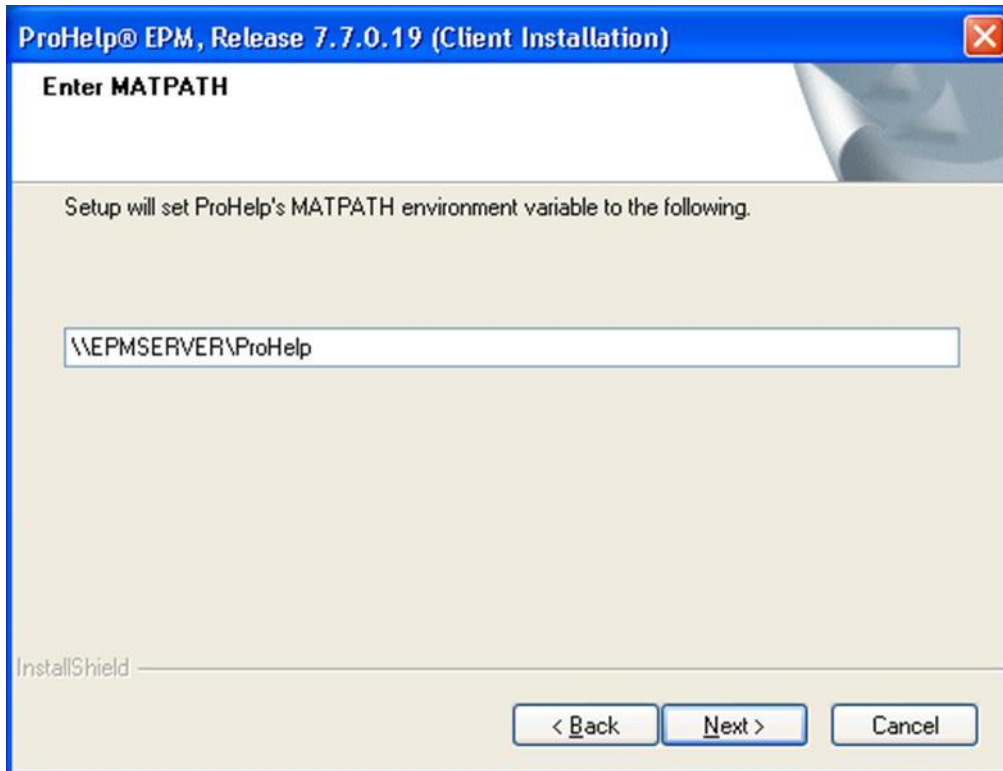 ProHelp® EPM, Release 7.7.0.19 (Client Installation)
Enter MATPATH
Setup will set ProHelp's MATPATH environment variable to the following.
\\EPMSERVER\ProHelp
InstallShield
< Back Next > Cancel